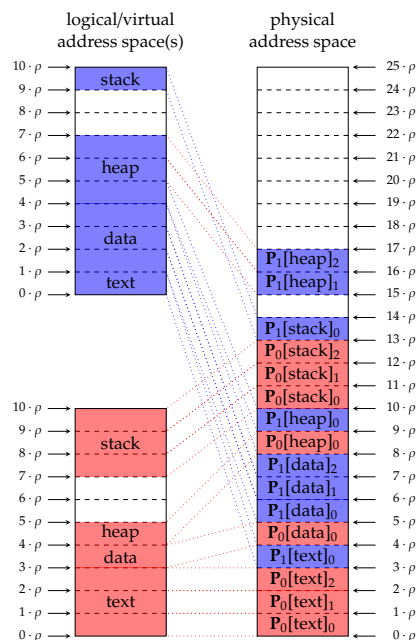 logical/virtual
address space(s)
physical
address space
10 · ρ
9 · ρ
8 · ρ
7 · ρ
6 · ρ
5 · ρ
4 · ρ
3 · ρ
2 · ρ
1 · ρ
0 · ρ
stack
heap
data
text
10 · ρ
9 · ρ
8 · ρ
7 · ρ
6 · ρ
5 · ρ
4 · ρ
3 · ρ
2 · ρ
1 · ρ
0 · ρ
stack
heap
data
text
P₁[heap]₂
P₁[heap]₁
P₁[stack]₀
P₀[stack]₂
P₀[stack]₁
P₀[stack]₀
P₁[heap]₀
P₀[heap]₀
P₁[data]₂
P₁[data]₁
P₁[data]₀
P₀[data]₀
P₁[text]₀
P₀[text]₂
P₀[text]₁
P₀[text]₀
25 · ρ
24 · ρ
23 · ρ
22 · ρ
21 · ρ
20 · ρ
19 · ρ
18 · ρ
17 · ρ
16 · ρ
15 · ρ
14 · ρ
13 · ρ
12 · ρ
11 · ρ
10 · ρ
9 · ρ
8 · ρ
7 · ρ
6 · ρ
5 · ρ
4 · ρ
3 · ρ
2 · ρ
1 · ρ
0 · ρ